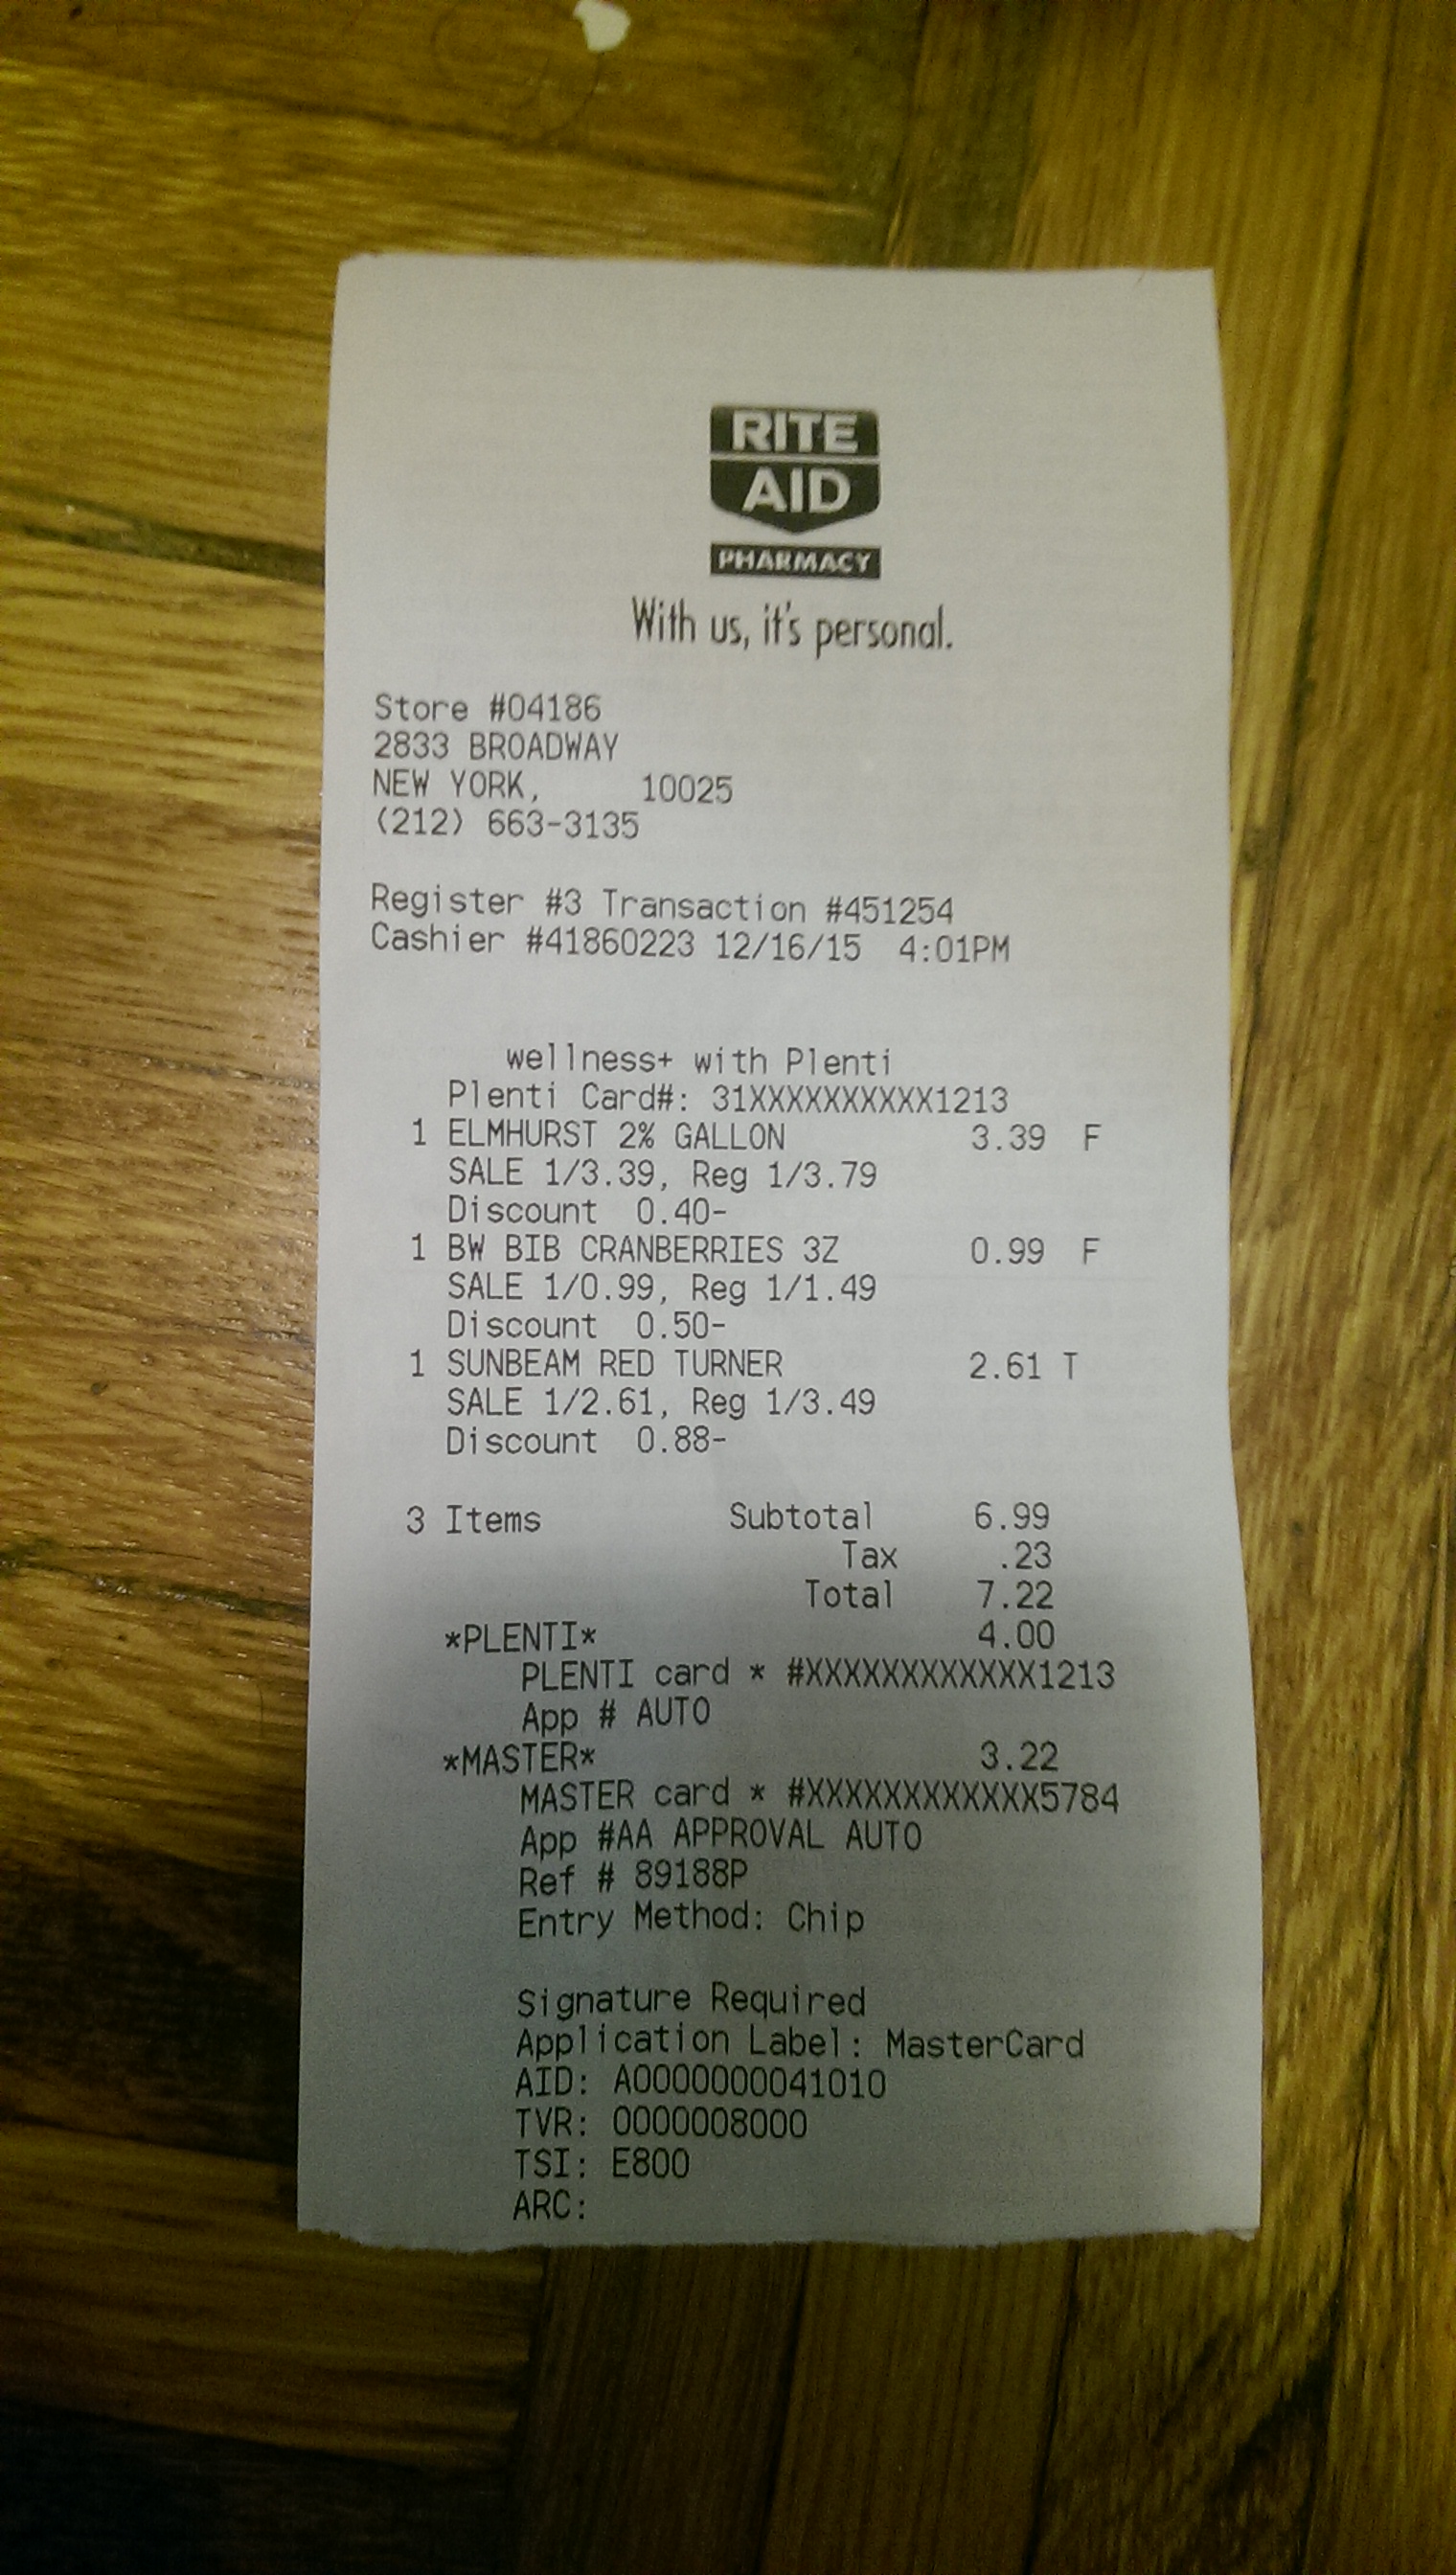 RITE
AID
PHARMACY
With us, it's personal.
Store #04186
2833 BROADWAY
NEW YORK, 10025
(212) 663-3135
Register #3 Transaction #451254
Cashier #41860223 12/16/15 4:01PM
wellness+ with Plenti
Plenti Card#: 31XXXXXXXXXX1213
1 ELMHURST 2% GALLON 3.39 F
SALE 1/3.39, Reg 1/3.79
Discount 0.40-
1 BW BIB CRANBERRIES 3Z 0.99 F
SALE 1/0.99, Reg 1/1.49
Discount 0.50-
1 SUNBEAM RED TURNER 2.61 T
SALE 1/2.61, Reg 1/3.49
Discount 0.88-
3 Items Subtotal 6.99
Tax .23
Total 7.22
*PLENTI* 4.00
PLENTI card * #XXXXXXXXXXXX1213
App # AUTO
*MASTER* 3.22
MASTER card * #XXXXXXXXXXXX5784
App #AA APPROVAL AUTO
Ref # 89188P
Entry Method: Chip
Signature Required
Application Label: MasterCard
AID: A0000000041010
TVR: 0000008000
TSI: E800
ARC: